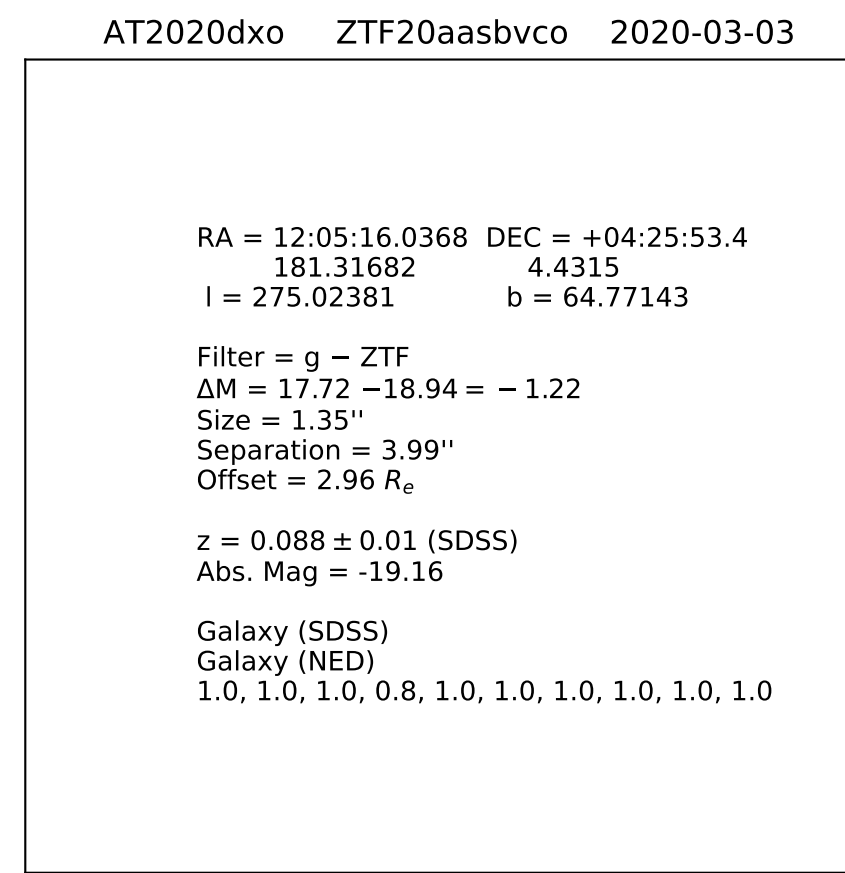 AT2020dxo ZTF20aasbvco 2020-03-03
RA = 12:05:16.0368 DEC = +04:25:53.4
181.31682 4.4315
l = 275.02381 b = 64.77143
Filter = g − ZTF
ΔM = 17.72 −18.94 = − 1.22
Size = 1.35''
Separation = 3.99''
Offset = 2.96 Rₑ
z = 0.088 ± 0.01 (SDSS)
Abs. Mag = -19.16
Galaxy (SDSS)
Galaxy (NED)
1.0, 1.0, 1.0, 0.8, 1.0, 1.0, 1.0, 1.0, 1.0, 1.0